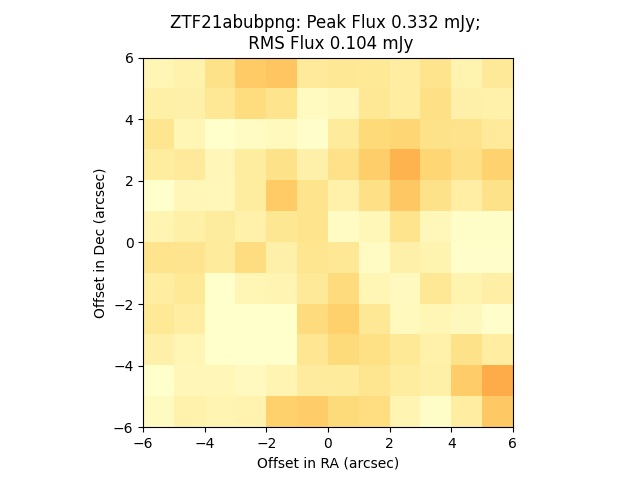 ZTF21abubpng: Peak Flux 0.332 mJy;
RMS Flux 0.104 mJy
6
4
2
0
−2
−4
−6
Offset in Dec (arcsec)
−6 −4 −2 0 2 4 6
Offset in RA (arcsec)